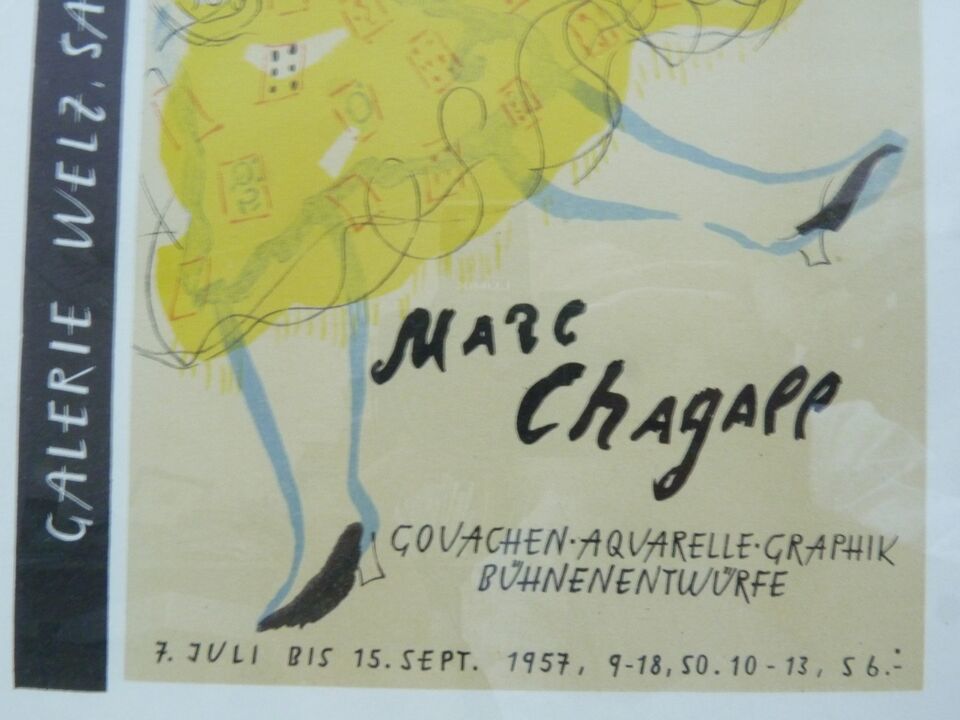 GALERIE WELZ. SA
Marc
Chagall
GOUACHEN·AQUARELLE·GRAPHIK
BÜHNENENTWÜRFE
7. JULI BIS 15. SEPT. 1957, 9-18, SO. 10-13, S 6.-